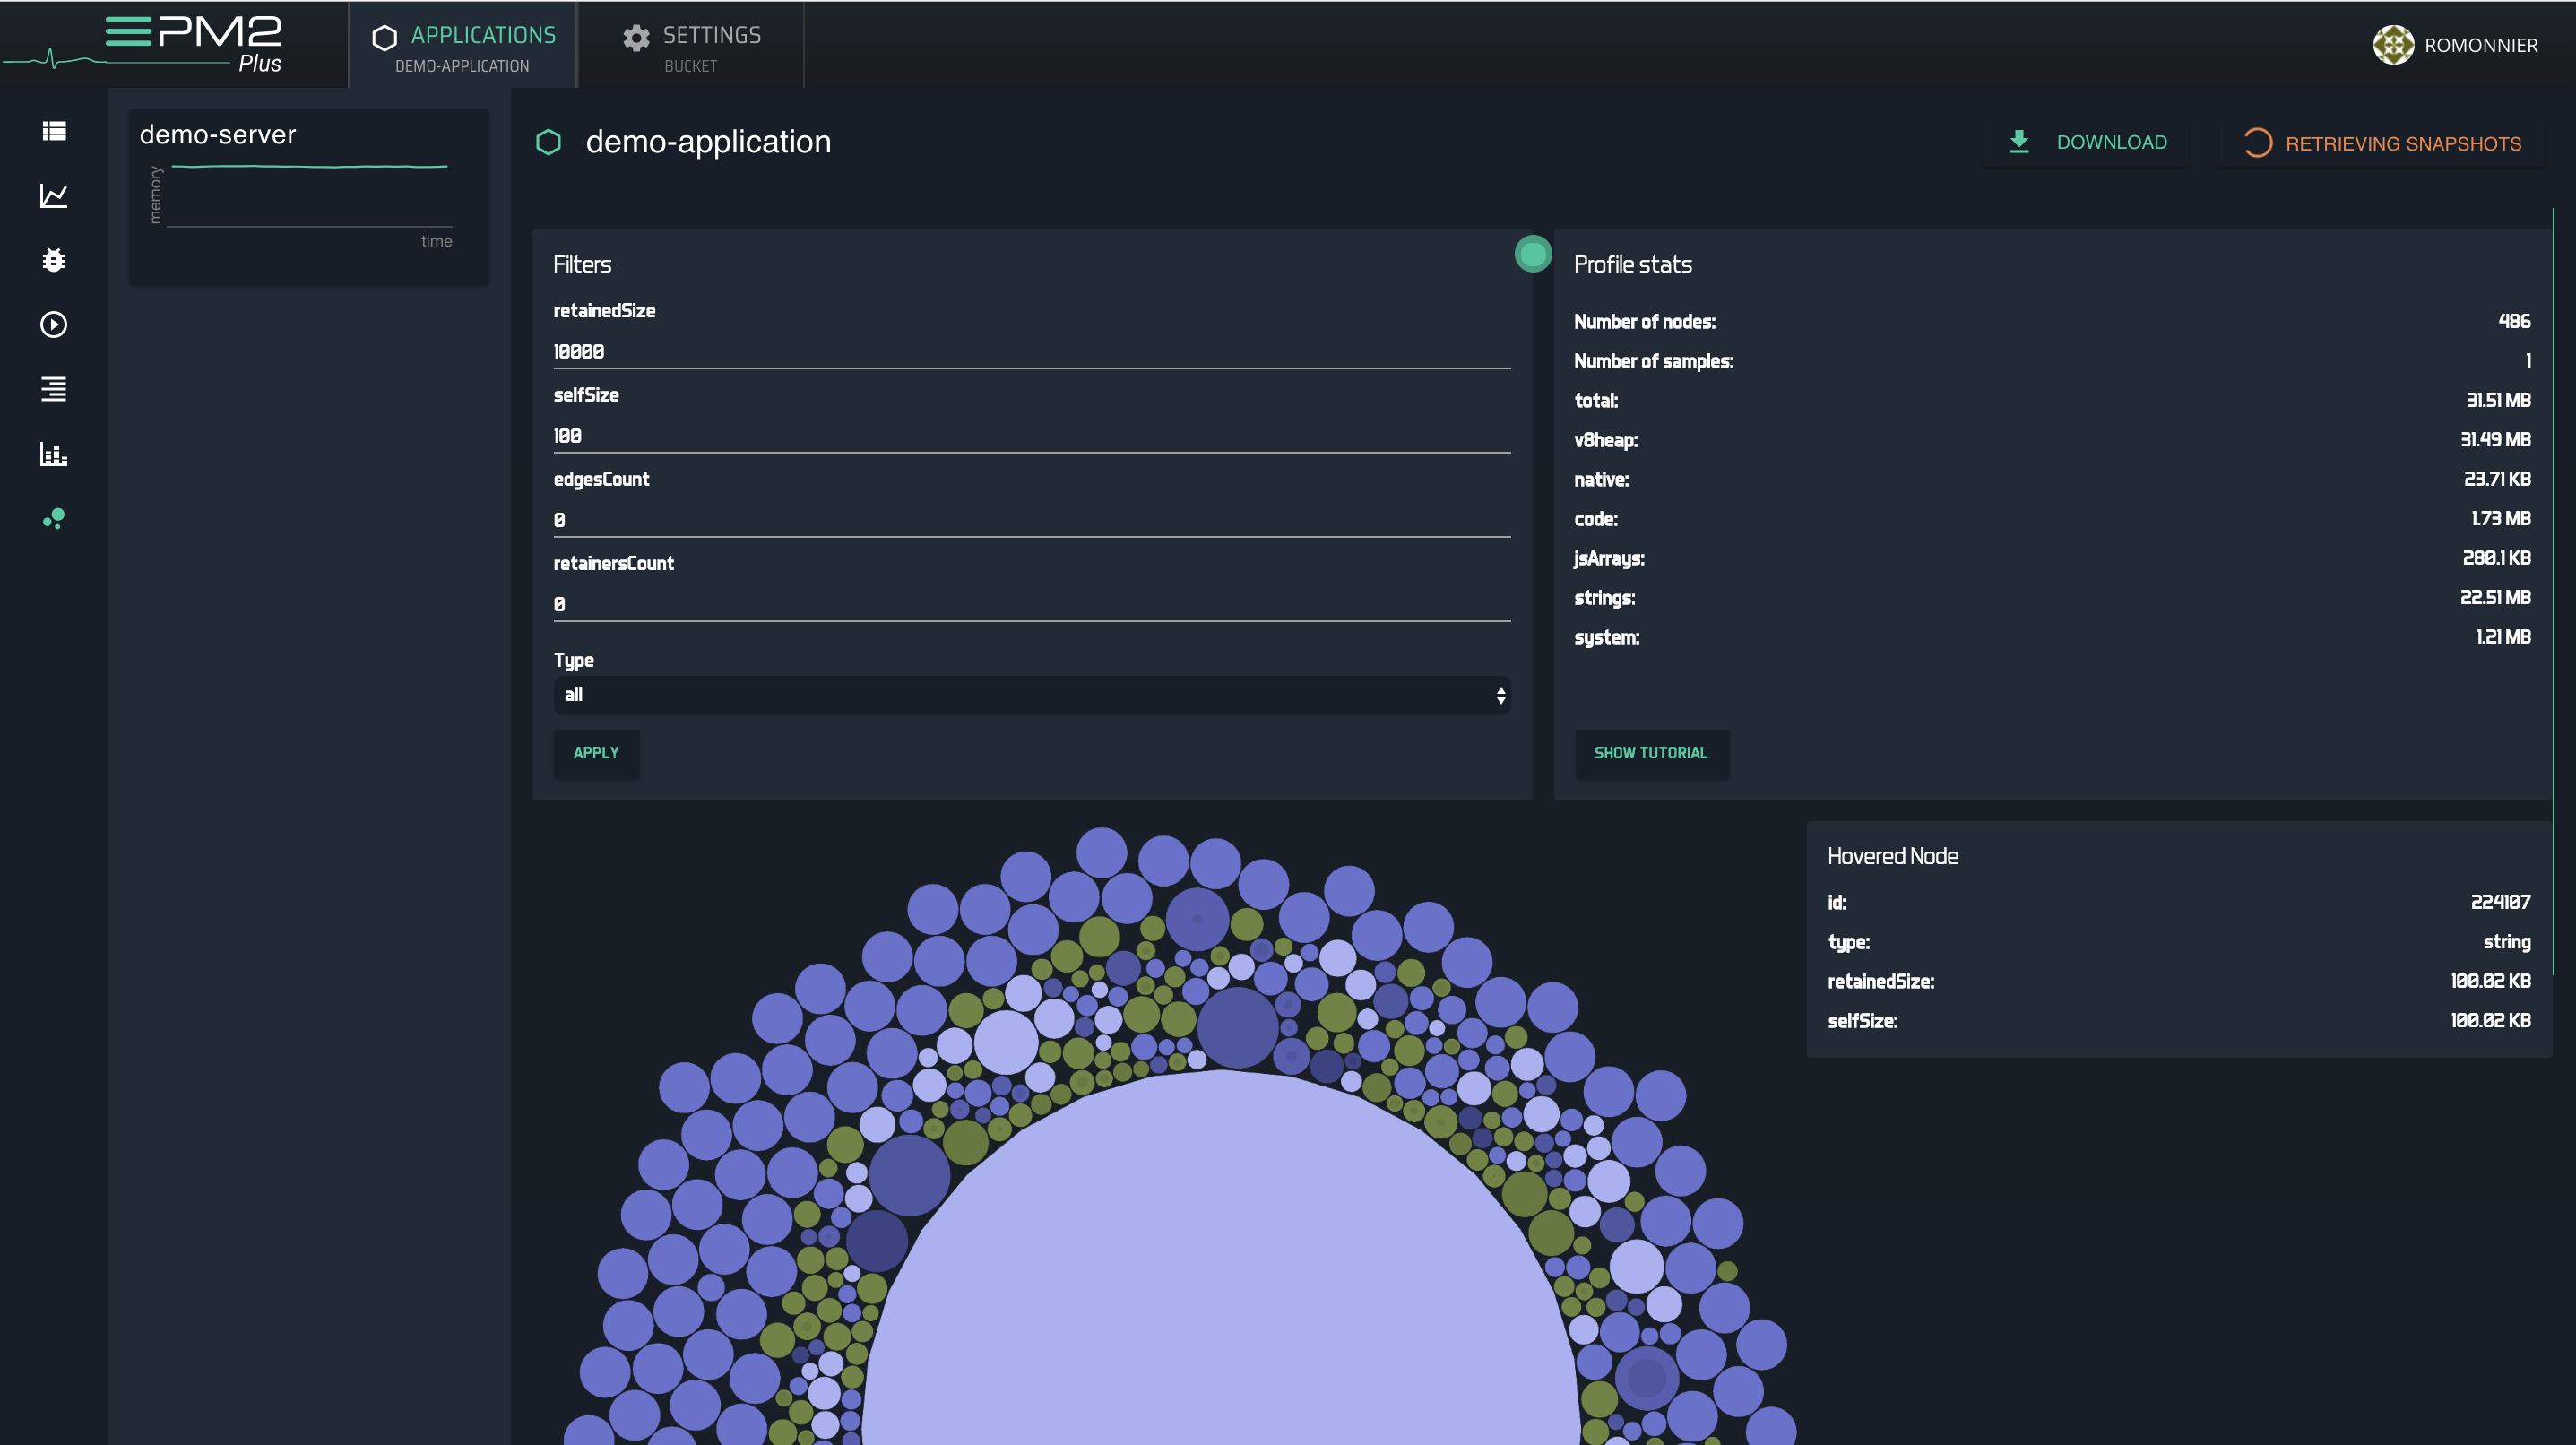 PM2
Plus
APPLICATIONS
DEMO-APPLICATION
SETTINGS
BUCKET
ROMONNIER
demo-server
memory
time
demo-application
DOWNLOAD
RETRIEVING SNAPSHOTS
Filters
retainedSize
10000
selfSize
100
edgesCount
0
retainersCount
0
Type
all
APPLY
Profile stats
Number of nodes: 486
Number of samples: 1
total: 31.51 MB
v8heap: 31.49 MB
native: 23.71 KB
code: 1.73 MB
jsArrays: 280.1 KB
strings: 22.51 MB
system: 1.21 MB
SHOW TUTORIAL
Hovered Node
id: 224107
type: string
retainedSize: 100.02 KB
selfSize: 100.02 KB